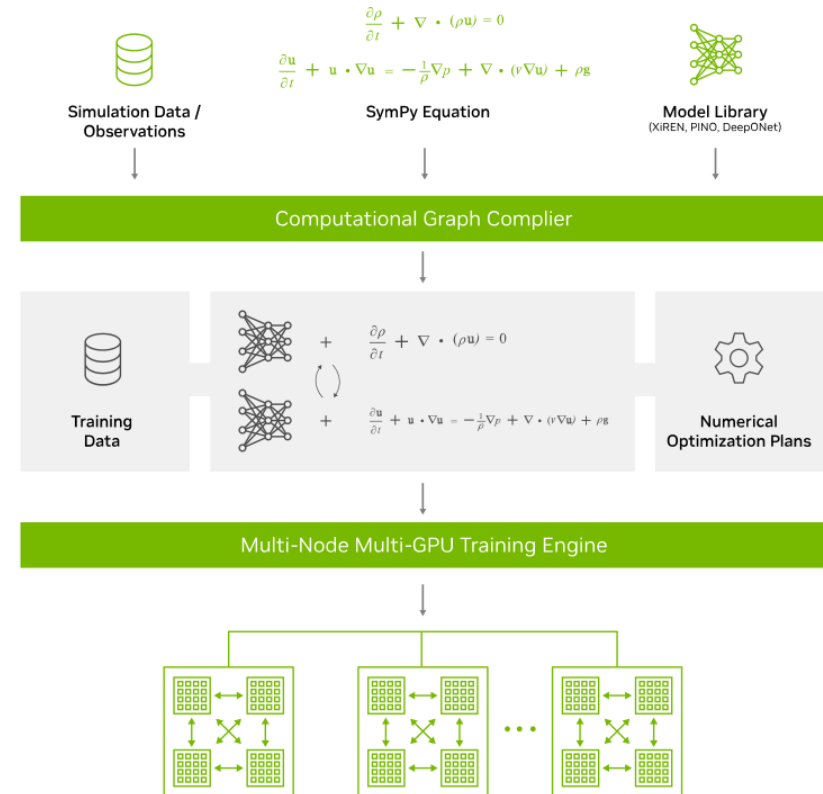 ∂ρ/∂t + ∇ • (ρu) = 0
∂u/∂t + u • ∇u = −1/ρ ∇p + ∇ • (ν∇u) + ρg
Simulation Data /
Observations
SymPy Equation
Model Library
(XiREN, PINO, DeepONet)
Computational Graph Complier
Training
Data
+ ∂ρ/∂t + ∇ • (ρu) = 0
+ ∂u/∂t + u • ∇u = −1/ρ ∇p + ∇ • (ν∇u) + ρg
Numerical
Optimization Plans
Multi-Node Multi-GPU Training Engine